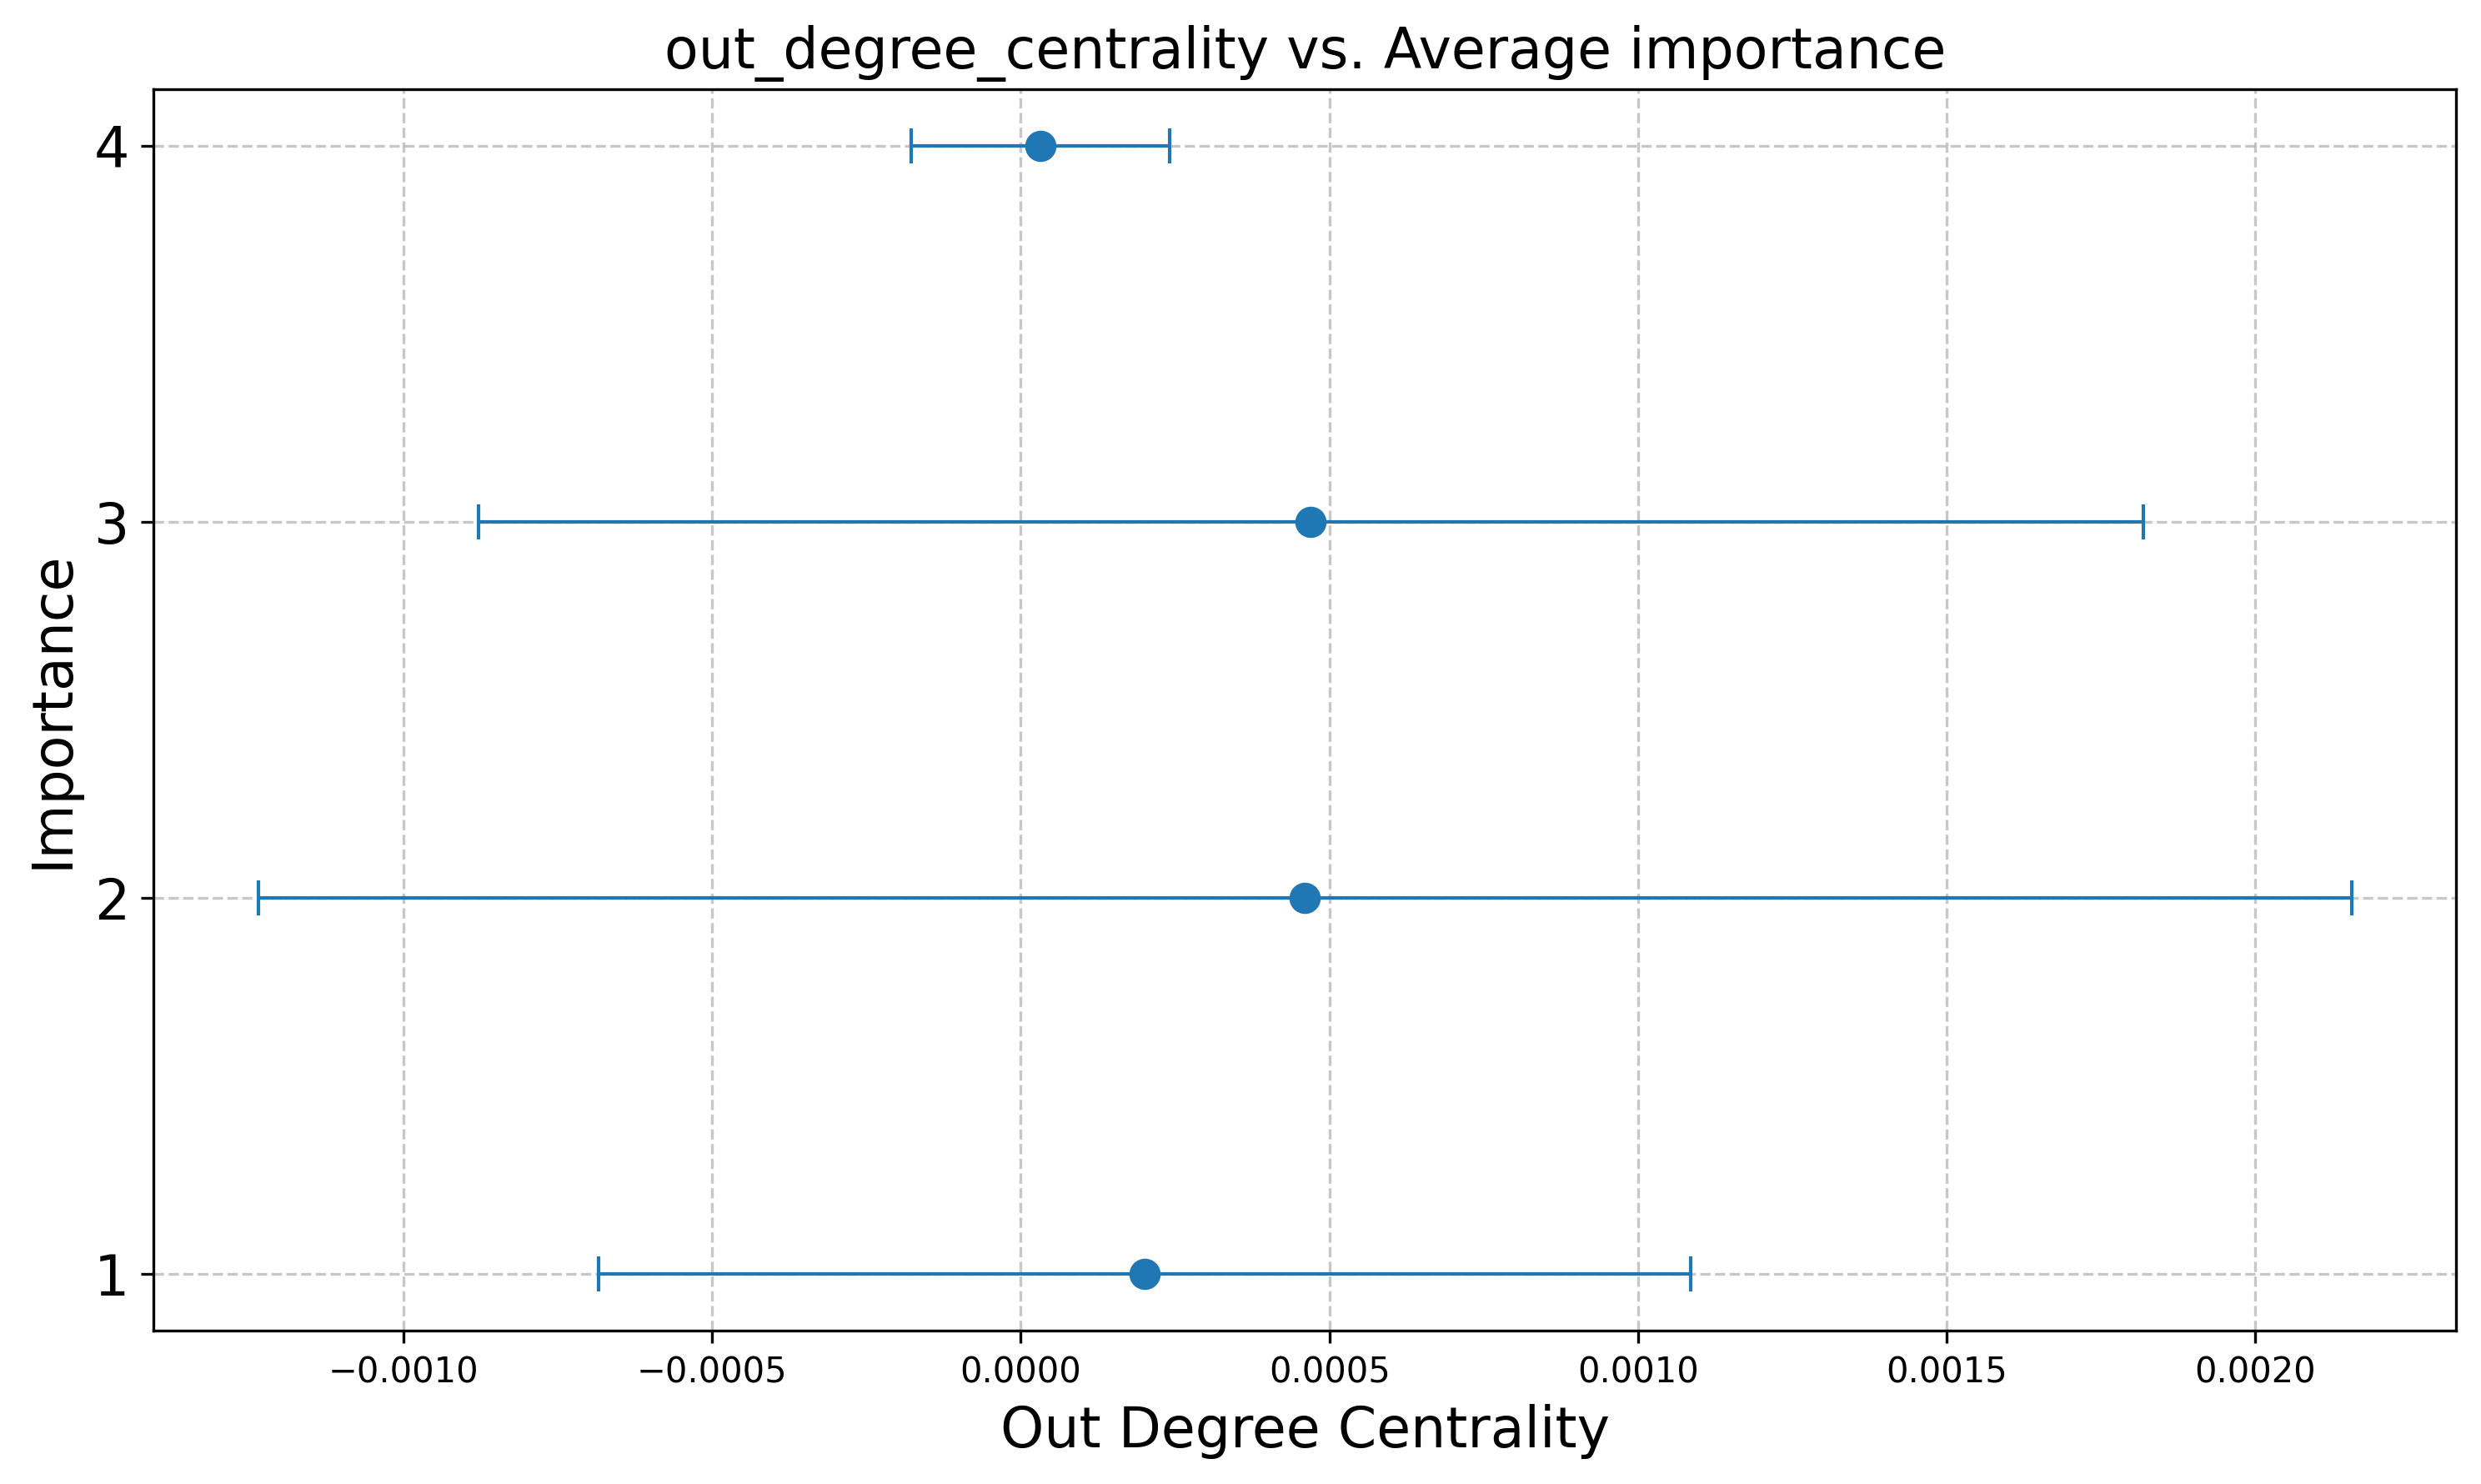 out_degree_centrality vs. Average importance
4
3
2
1
Importance
−0.0010 −0.0005 0.0000 0.0005 0.0010 0.0015 0.0020
Out Degree Centrality